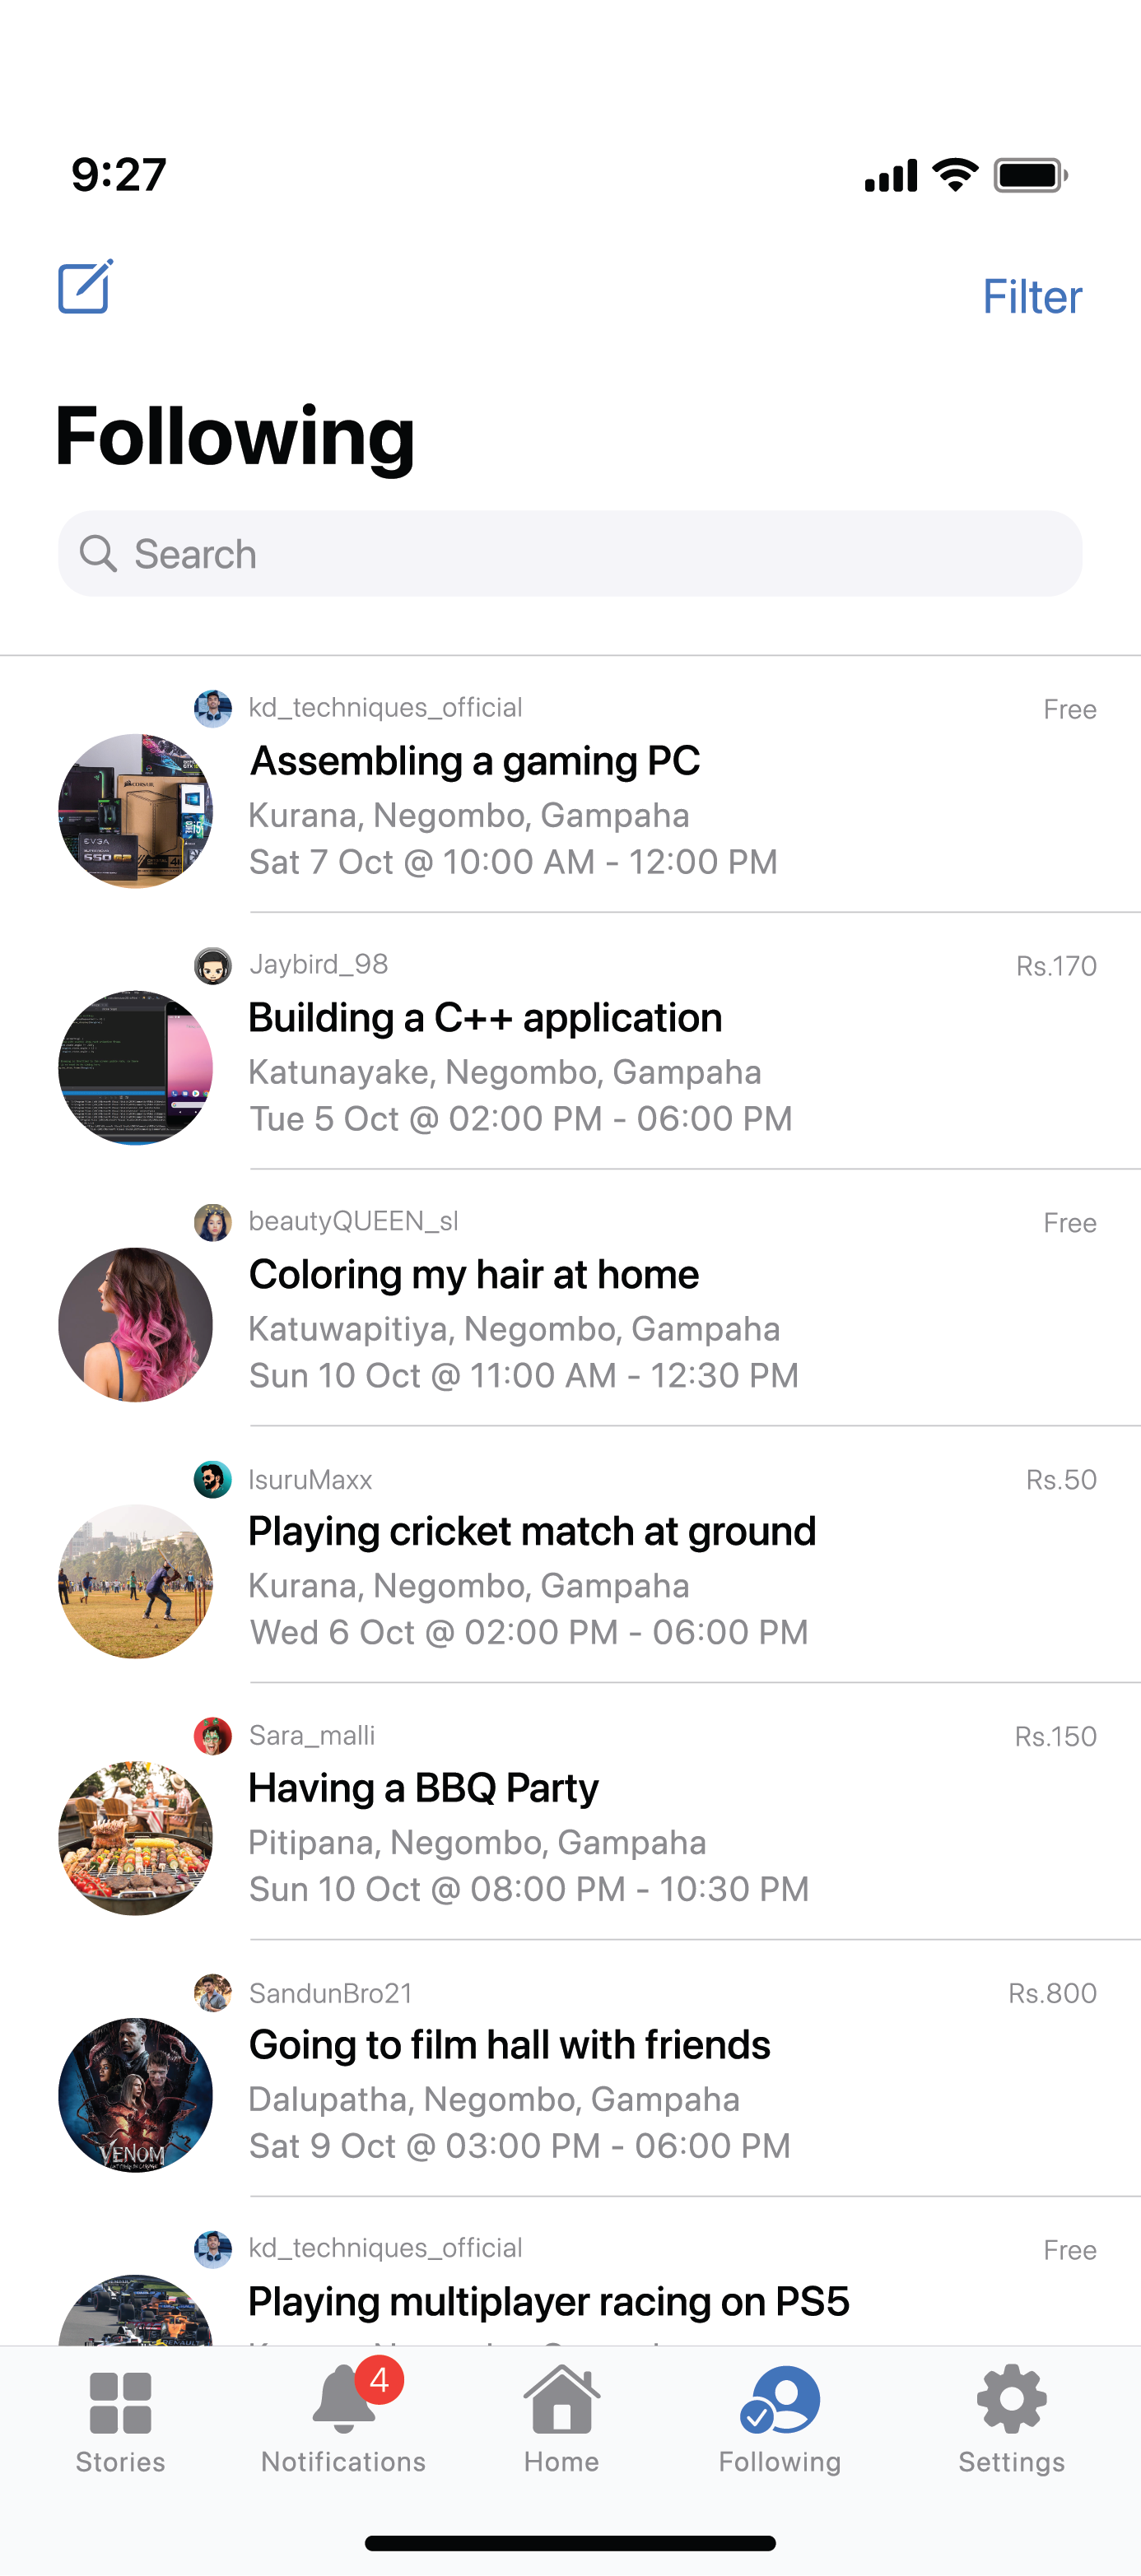 9:27
Filter
Following
Search
kd_techniques_official
Free
Assembling a gaming PC
Kurana, Negombo, Gampaha
Sat 7 Oct @ 10:00 AM - 12:00 PM
Jaybird_98
Rs.170
Building a C++ application
Katunayake, Negombo, Gampaha
Tue 5 Oct @ 02:00 PM - 06:00 PM
beautyQUEEN_sl
Free
Coloring my hair at home
Katuwapitiya, Negombo, Gampaha
Sun 10 Oct @ 11:00 AM - 12:30 PM
IsuruMaxx
Rs.50
Playing cricket match at ground
Kurana, Negombo, Gampaha
Wed 6 Oct @ 02:00 PM - 06:00 PM
Sara_malli
Rs.150
Having a BBQ Party
Pitipana, Negombo, Gampaha
Sun 10 Oct @ 08:00 PM - 10:30 PM
SandunBro21
Rs.800
Going to film hall with friends
Dalupatha, Negombo, Gampaha
Sat 9 Oct @ 03:00 PM - 06:00 PM
VENOM
kd_techniques_official
Free
Playing multiplayer racing on PS5
4
Stories
Notifications
Home
Following
Settings